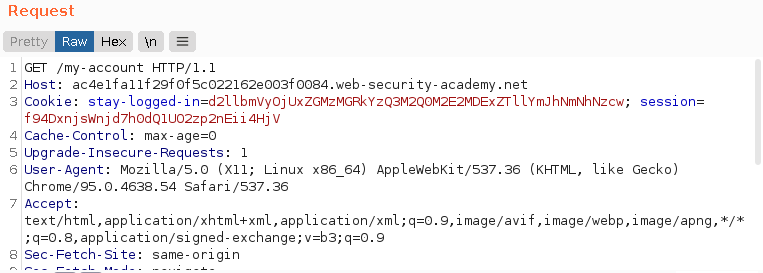 Request
Pretty Raw Hex \n
1 GET /my-account HTTP/1.1
2 Host: ac4e1fa11f29f0f5c022162e003f0084.web-security-academy.net
3 Cookie: stay-logged-in=d2llbmVyOjUxZGMzMGRkYzQ3M2Q0M2E2MDExZTllYmJhNmNhNzcw; session=
f94DxnjsWnjd7h0dQ1UO2zp2nEii4HjV
4 Cache-Control: max-age=0
5 Upgrade-Insecure-Requests: 1
6 User-Agent: Mozilla/5.0 (X11; Linux x86_64) AppleWebKit/537.36 (KHTML, like Gecko)
Chrome/95.0.4638.54 Safari/537.36
7 Accept:
text/html,application/xhtml+xml,application/xml;q=0.9,image/avif,image/webp,image/apng,*/*
;q=0.8,application/signed-exchange;v=b3;q=0.9
8 Sec-Fetch-Site: same-origin